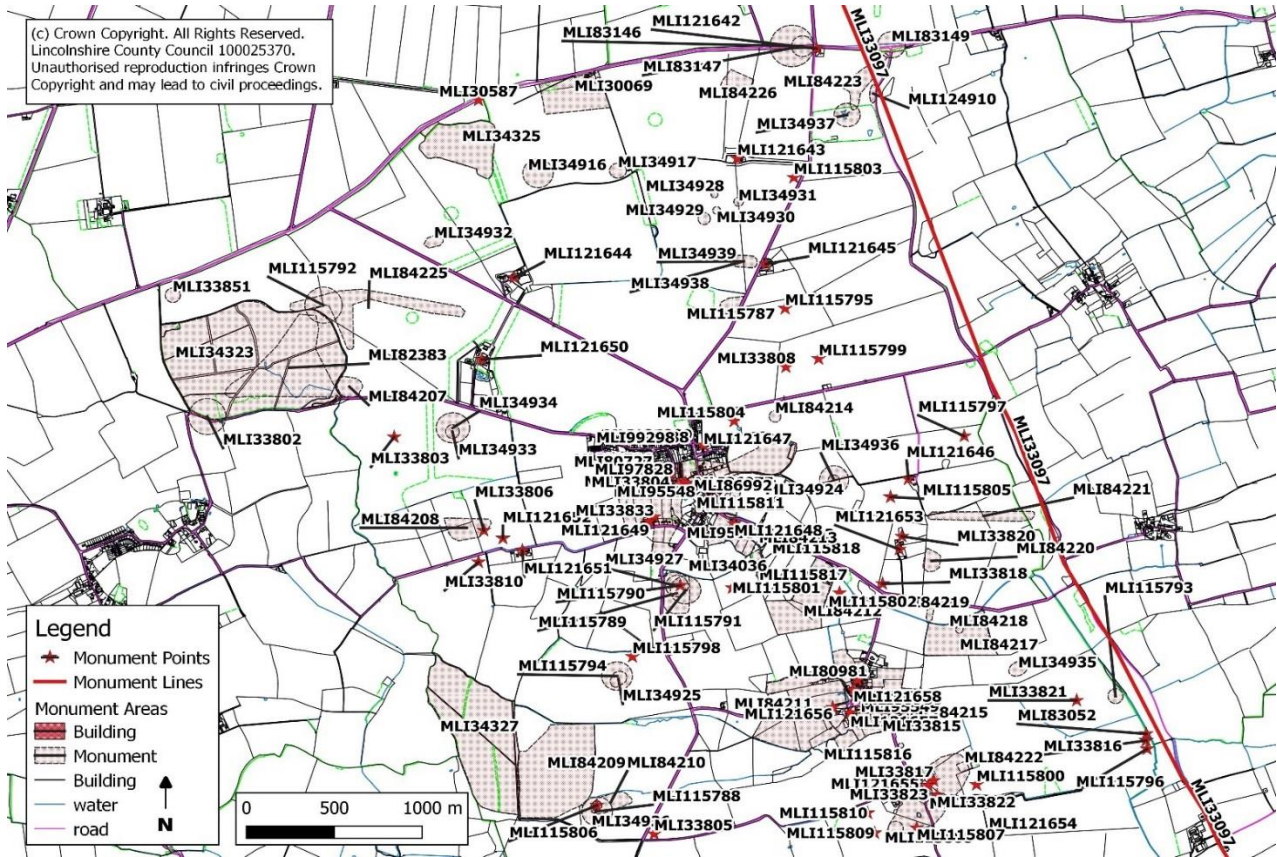 (c) Crown Copyright. All Rights Reserved.
Lincolnshire County Council 100025370.
Unauthorised reproduction infringes Crown
Copyright and may lead to civil proceedings.
MLI121642
MLI83146
MLI33097
MLI83149
MLI83147
MLI30069
MLI84223
MLI30587
MLI84226
MLI124910
MLI34937
MLI34325
MLI121643
MLI34916
MLI34917
MLI115803
MLI34928
MLI34931
MLI34929
MLI34930
MLI34932
MLI34939
MLI121645
MLI121644
MLI115792
MLI84225
MLI34938
MLI33851
MLI115795
MLI115787
MLI121650
MLI34323
MLI82383
MLI33808
MLI115799
MLI84207
MLI34934
MLI115804
MLI84214
MLI115797
MLI33097
MLI33802
MLI121647
MLI34936
MLI121646
MLI33803
MLI34933
MLI97828
MLI33804
MLI86992
MLI34924
MLI115805
MLI33806
MLI95548
MLI115811
MLI84221
MLI84208
MLI33833
MLI121653
MLI121649
MLI121648
MLI33820
MLI115818
MLI84220
MLI33810
MLI34927
MLI34036
MLI121651
MLI115817
MLI33818
MLI115790
MLI115801
MLI115793
MLI115802
84219
MLI84212
MLI115789
MLI115791
MLI84218
MLI115798
MLI84217
MLI115794
MLI34935
MLI80981
MLI34925
MLI33821
MLI121658
MLI84211
MLI83052
MLI121656
84215
MLI33815
MLI34327
MLI33816
MLI115816
MLI84222
MLI84209
MLI84210
MLI33817
MLI115800
MLI115796
MLI33823
MLI33822
MLI115788
MLI115810
MLI121654
MLI33097
MLI115806
MLI33805
MLI115809
MLI115807
Legend
Monument Points
Monument Lines
Monument Areas
Building
Monument
Building
water
road
N
0 500 1000 m